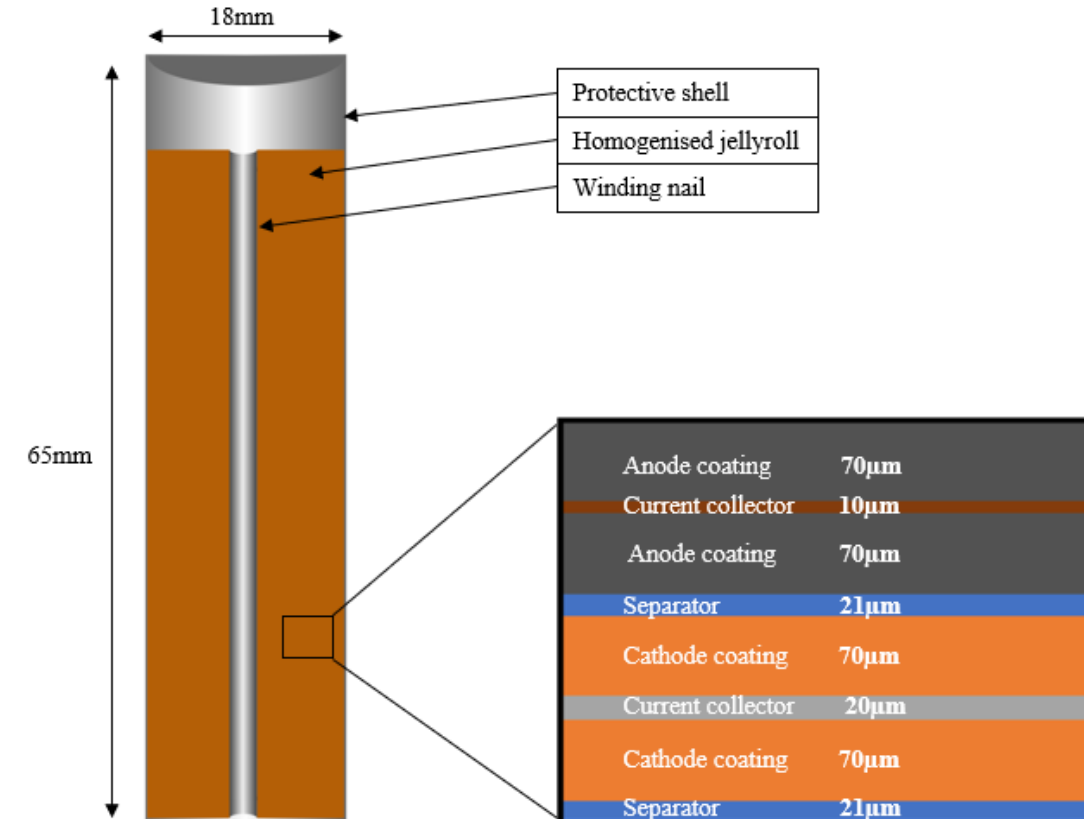 18mm
Protective shell
Homogenised jellyroll
Winding nail
65mm
Anode coating 70µm
Current collector 10µm
Anode coating 70µm
Separator 21µm
Cathode coating 70µm
Current collector 20µm
Cathode coating 70µm
Separator 21µm